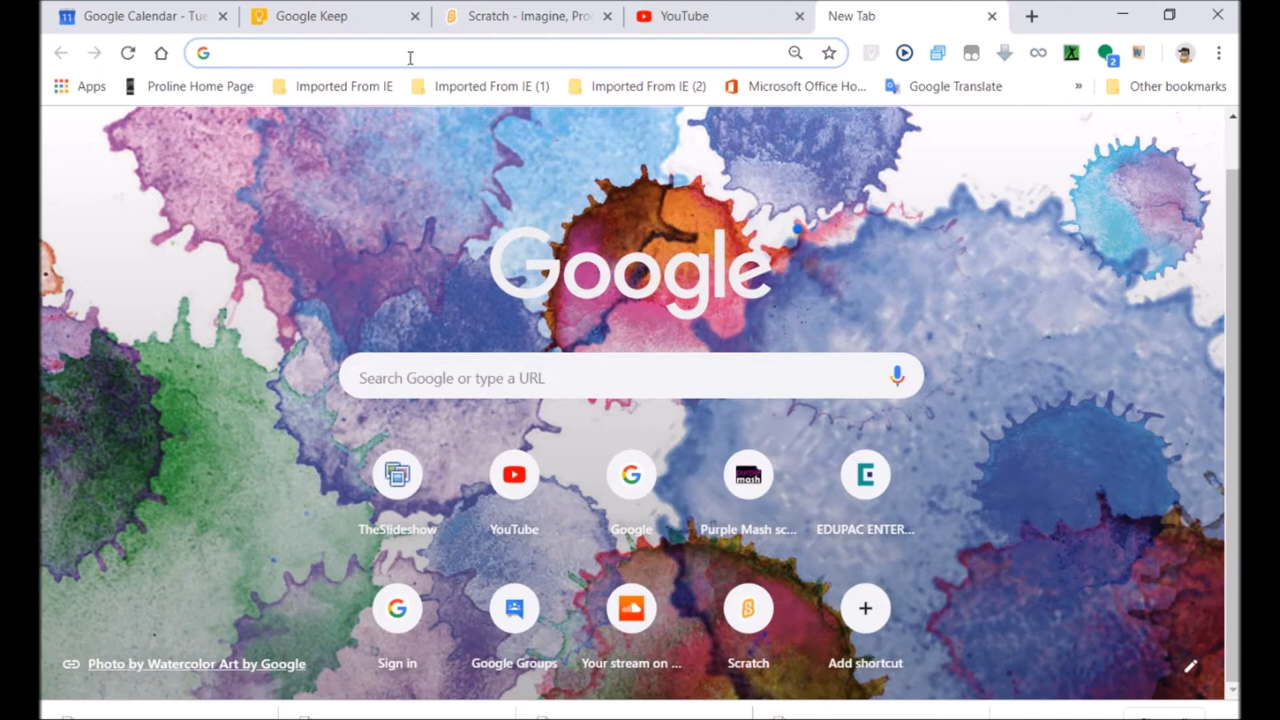 Google Calendar - Tue
Google Keep
Scratch - Imagine, Pro
YouTube
New Tab
2
Apps
Proline Home Page
Imported From IE
Imported From IE (1)
Imported From IE (2)
Microsoft Office Ho...
Google Translate
»
Other bookmarks
Google
Search Google or type a URL
TheSlideshow
YouTube
Google
Purple Mash sc...
EDUPAC ENTER...
Sign in
Google Groups
Your stream on ...
Scratch
Add shortcut
Photo by Watercolor Art by Google